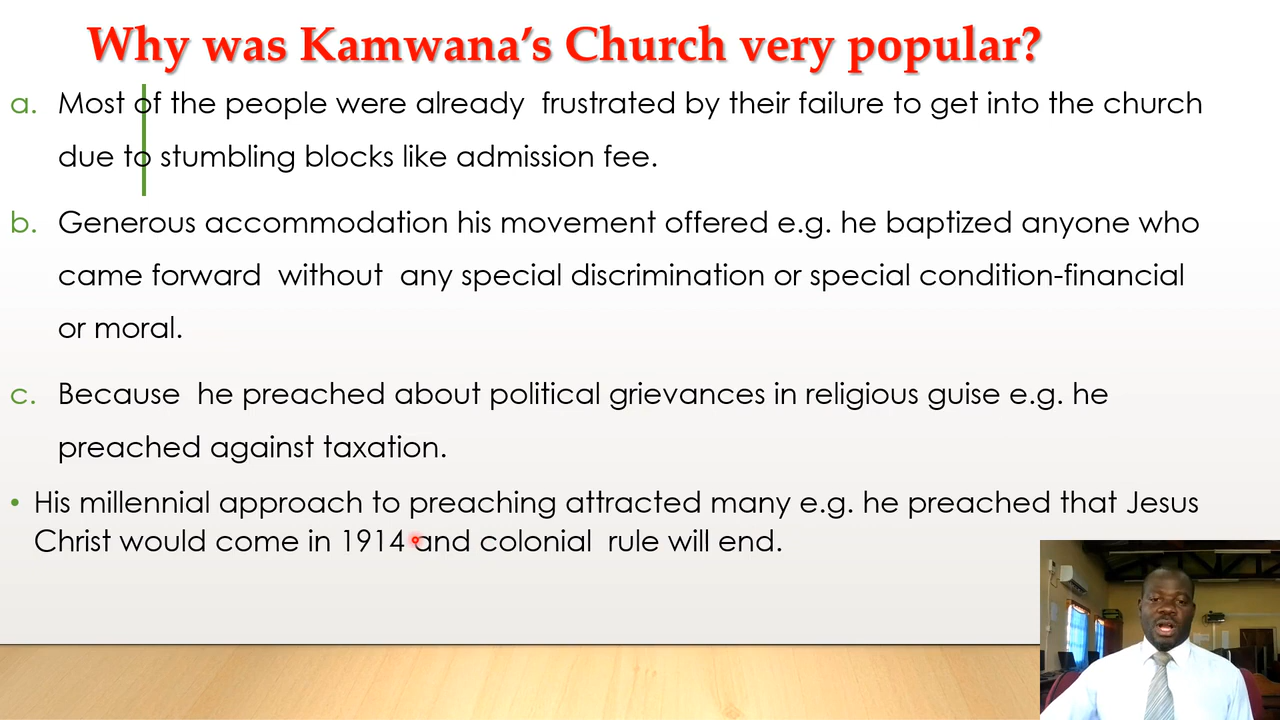 Why was Kamwana's Church very popular?
a. Most of the people were already frustrated by their failure to get into the church
due to stumbling blocks like admission fee.
b. Generous accommodation his movement offered e.g. he baptized anyone who
came forward without any special discrimination or special condition-financial
or moral.
c. Because he preached about political grievances in religious guise e.g. he
preached against taxation.
• His millennial approach to preaching attracted many e.g. he preached that Jesus
Christ would come in 1914 and colonial rule will end.